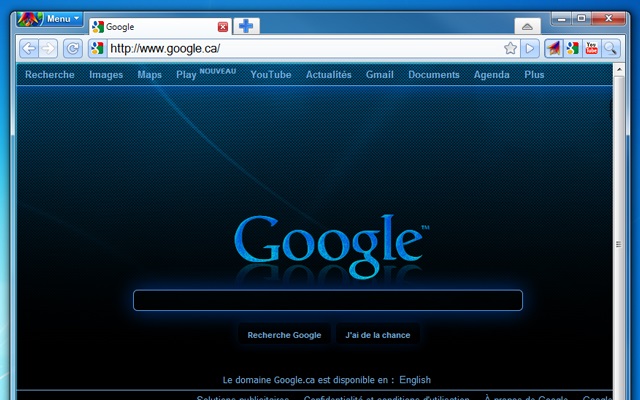 Menu
Google
http://www.google.ca/
You
Recherche Images Maps Play NOUVEAU YouTube Actualités Gmail Documents Agenda Plus
Google™
Recherche Google J'ai de la chance
Le domaine Google.ca est disponible en : English
Solutions publicitaires Confidentialité et conditions d'utilisation À propos de Google Google